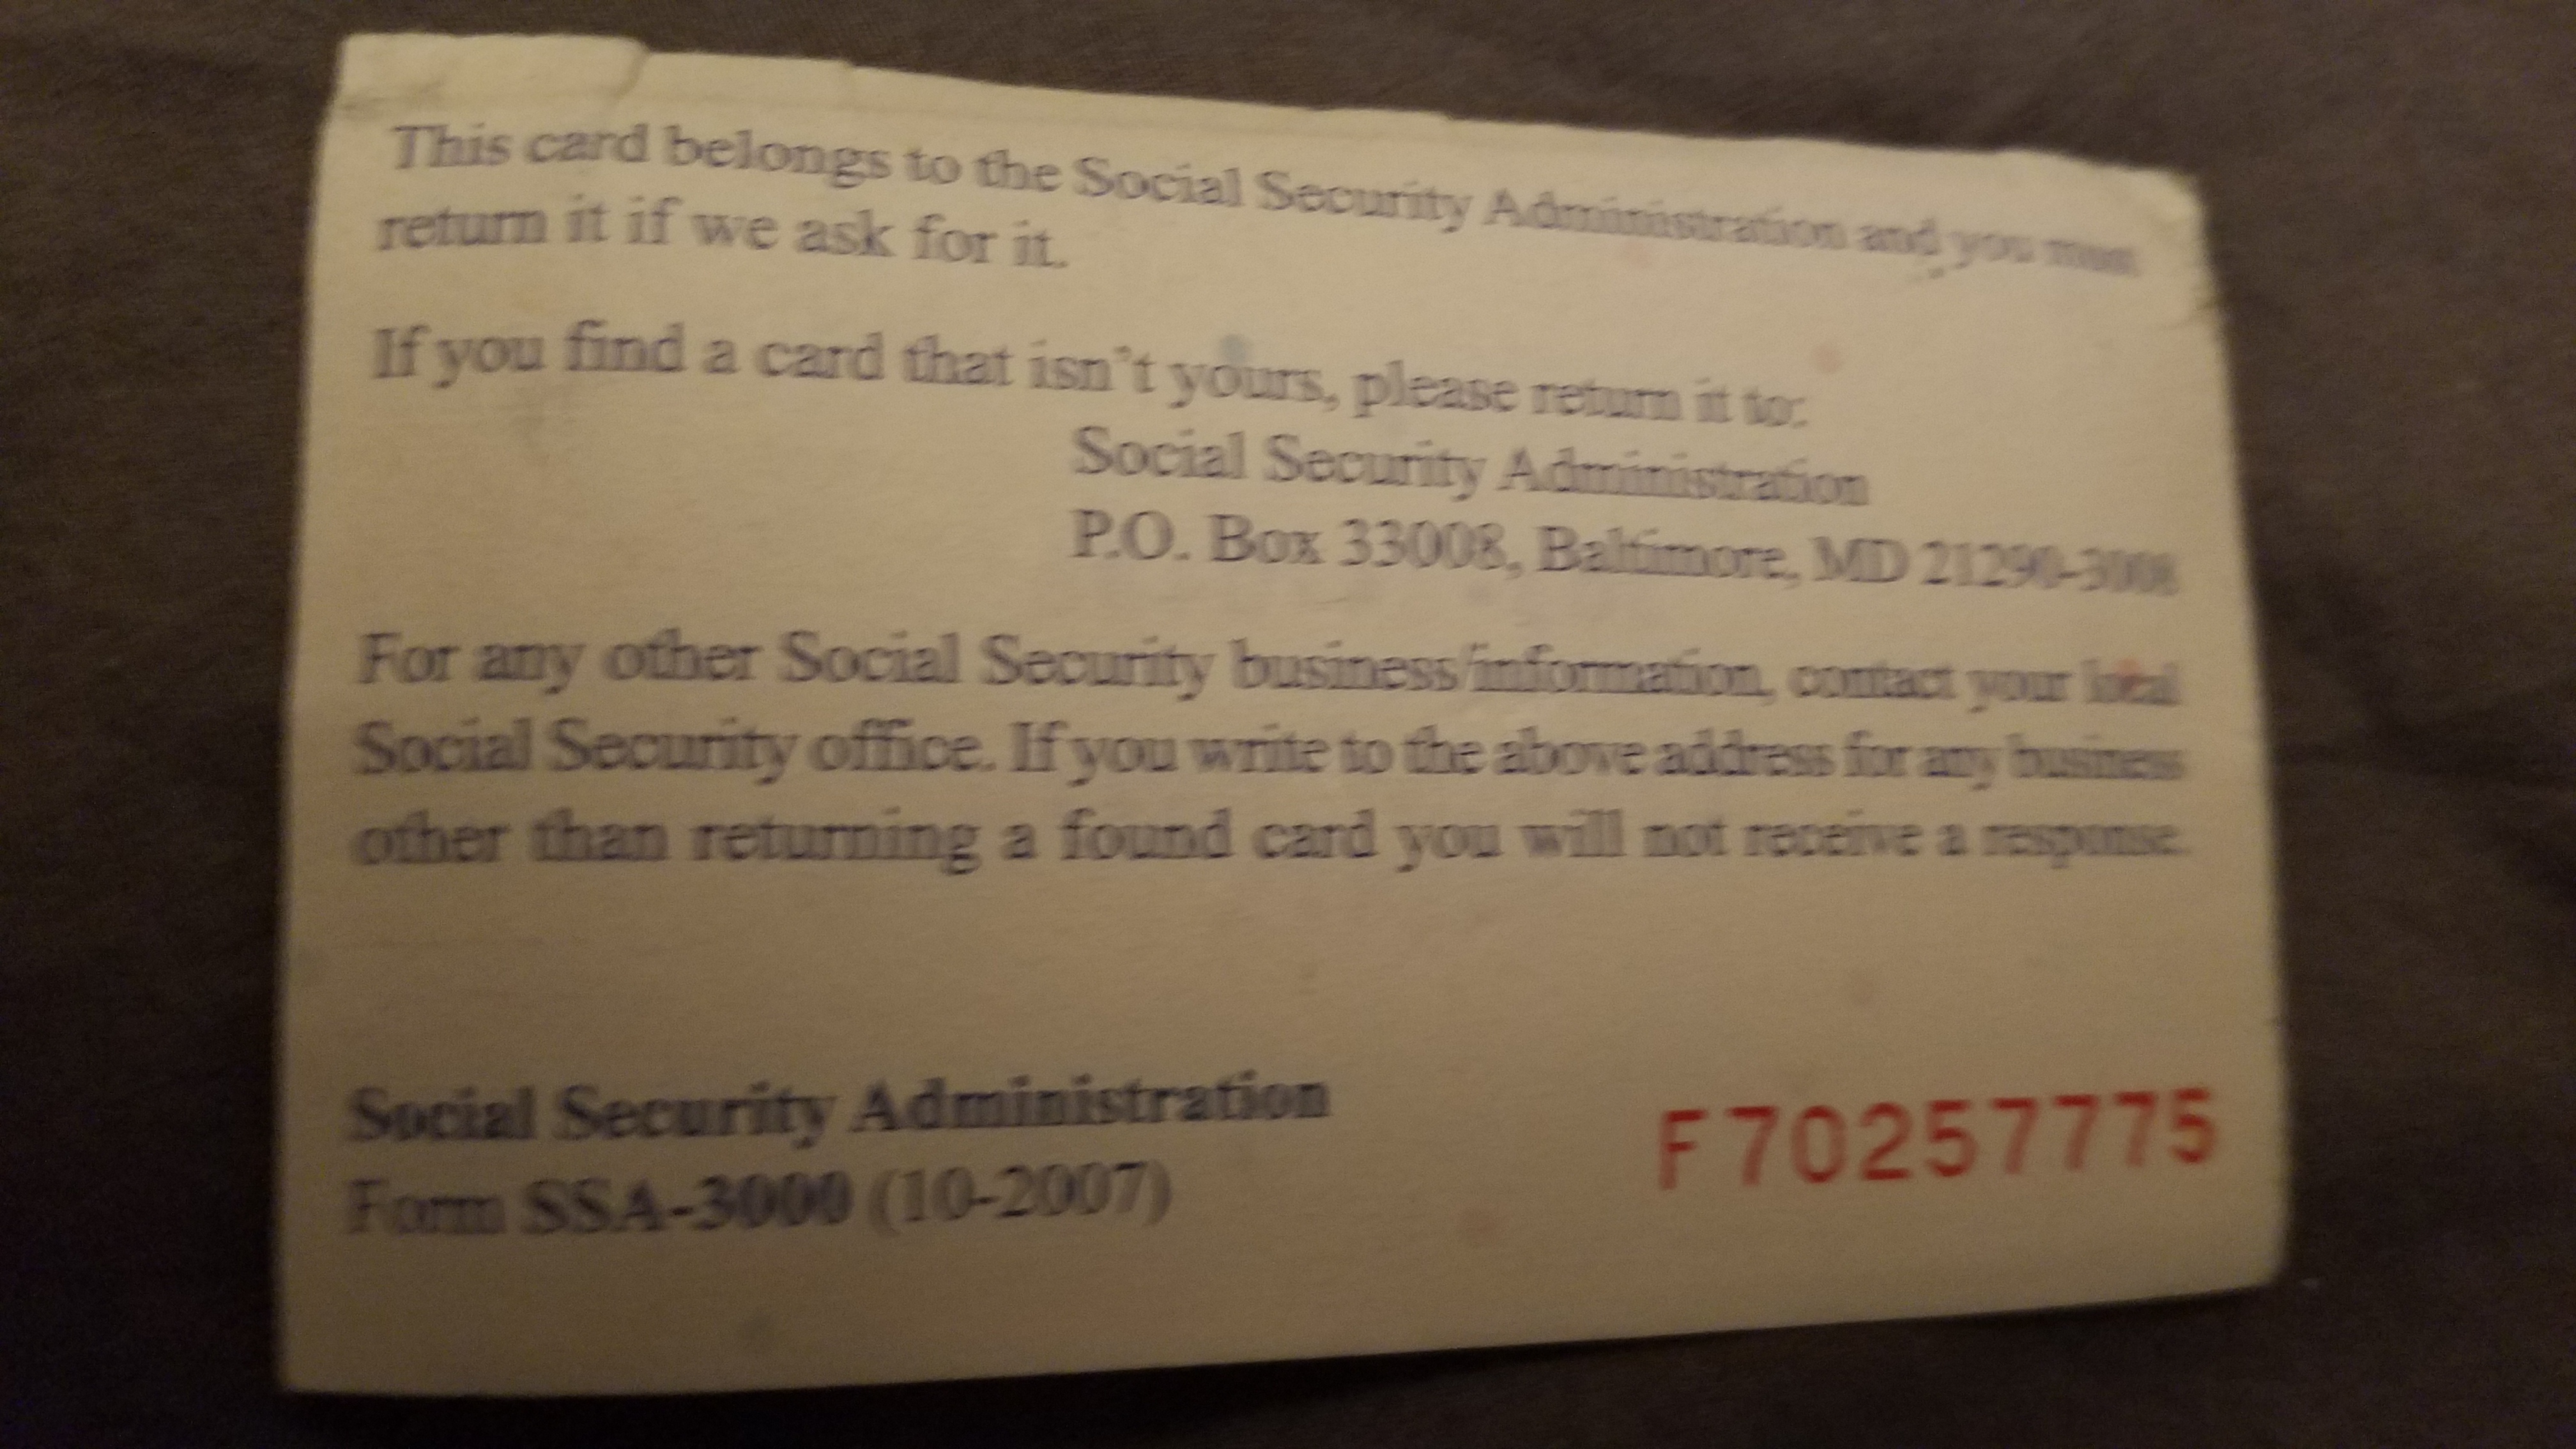 This card belongs to the Social Security Administration and you must
return it if we ask for it.
If you find a card that isn't yours, please return it to:
Social Security Administration
P.O. Box 33008, Baltimore, MD 21290-3008
For any other Social Security business/information, contact your local
Social Security office. If you write to the above address for any business
other than returning a found card you will not receive a response.
Social Security Administration
Form SSA-3000 (10-2007)
F70257775